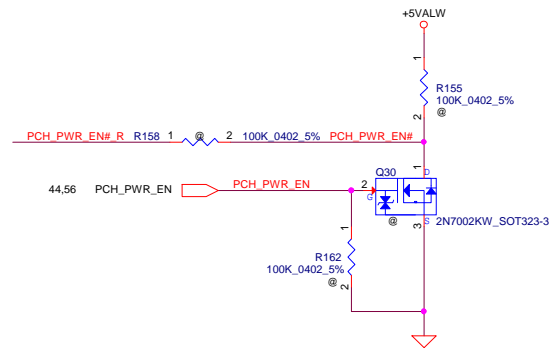 +5VALW
1
R155
100K_0402_5%
2
@
PCH_PWR_EN#_R R158 1 @ 2 100K_0402_5% PCH_PWR_EN#
1
Q30
D
44,56 PCH_PWR_EN PCH_PWR_EN 2
G
@
S
3
2N7002KW_SOT323-3
1
R162
100K_0402_5%
@
2